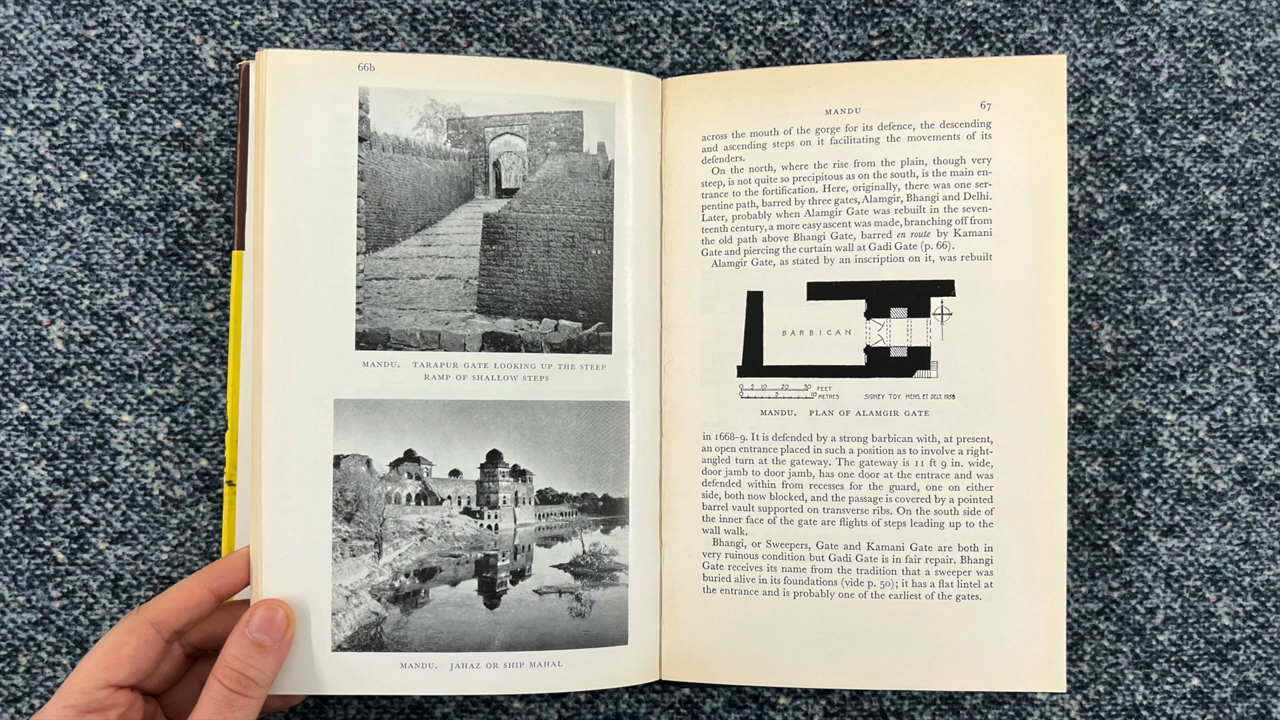 66b
MANDU. TARAPUR GATE LOOKING UP THE STEEP
RAMP OF SHALLOW STEPS
MANDU. JAHAZ OR SHIP MAHAL
MANDU
67
across the mouth of the gorge for its defence, the descending
and ascending steps on it facilitating the movements of its
defenders.
On the north, where the rise from the plain, though very
steep, is not quite so precipitous as on the south, is the main en-
trance to the fortification. Here, originally, there was one ser-
pentine path, barred by three gates, Alamgir, Bhangi and Delhi.
Later, probably when Alamgir Gate was rebuilt in the seven-
teenth century, a more easy ascent was made, branching off from
the old path above Bhangi Gate, barred en route by Kamani
Gate and piercing the curtain wall at Gadi Gate (p. 66).
Alamgir Gate, as stated by an inscription on it, was rebuilt
BARBICAN
0 5 10 20 30 FEET
0 5 10 METRES
SIDNEY TOY MENS. ET DELT. 1938
MANDU. PLAN OF ALAMGIR GATE
in 1668–9. It is defended by a strong barbican with, at present,
an open entrance placed in such a position as to involve a right-
angled turn at the gateway. The gateway is 11 ft 9 in. wide,
door jamb to door jamb, has one door at the entrace and was
defended within from recesses for the guard, one on either
side, both now blocked, and the passage is covered by a pointed
barrel vault supported on transverse ribs. On the south side of
the inner face of the gate are flights of steps leading up to the
wall walk.
Bhangi, or Sweepers, Gate and Kamani Gate are both in
very ruinous condition but Gadi Gate is in fair repair. Bhangi
Gate receives its name from the tradition that a sweeper was
buried alive in its foundations (vide p. 50); it has a flat lintel at
the entrance and is probably one of the earliest of the gates.